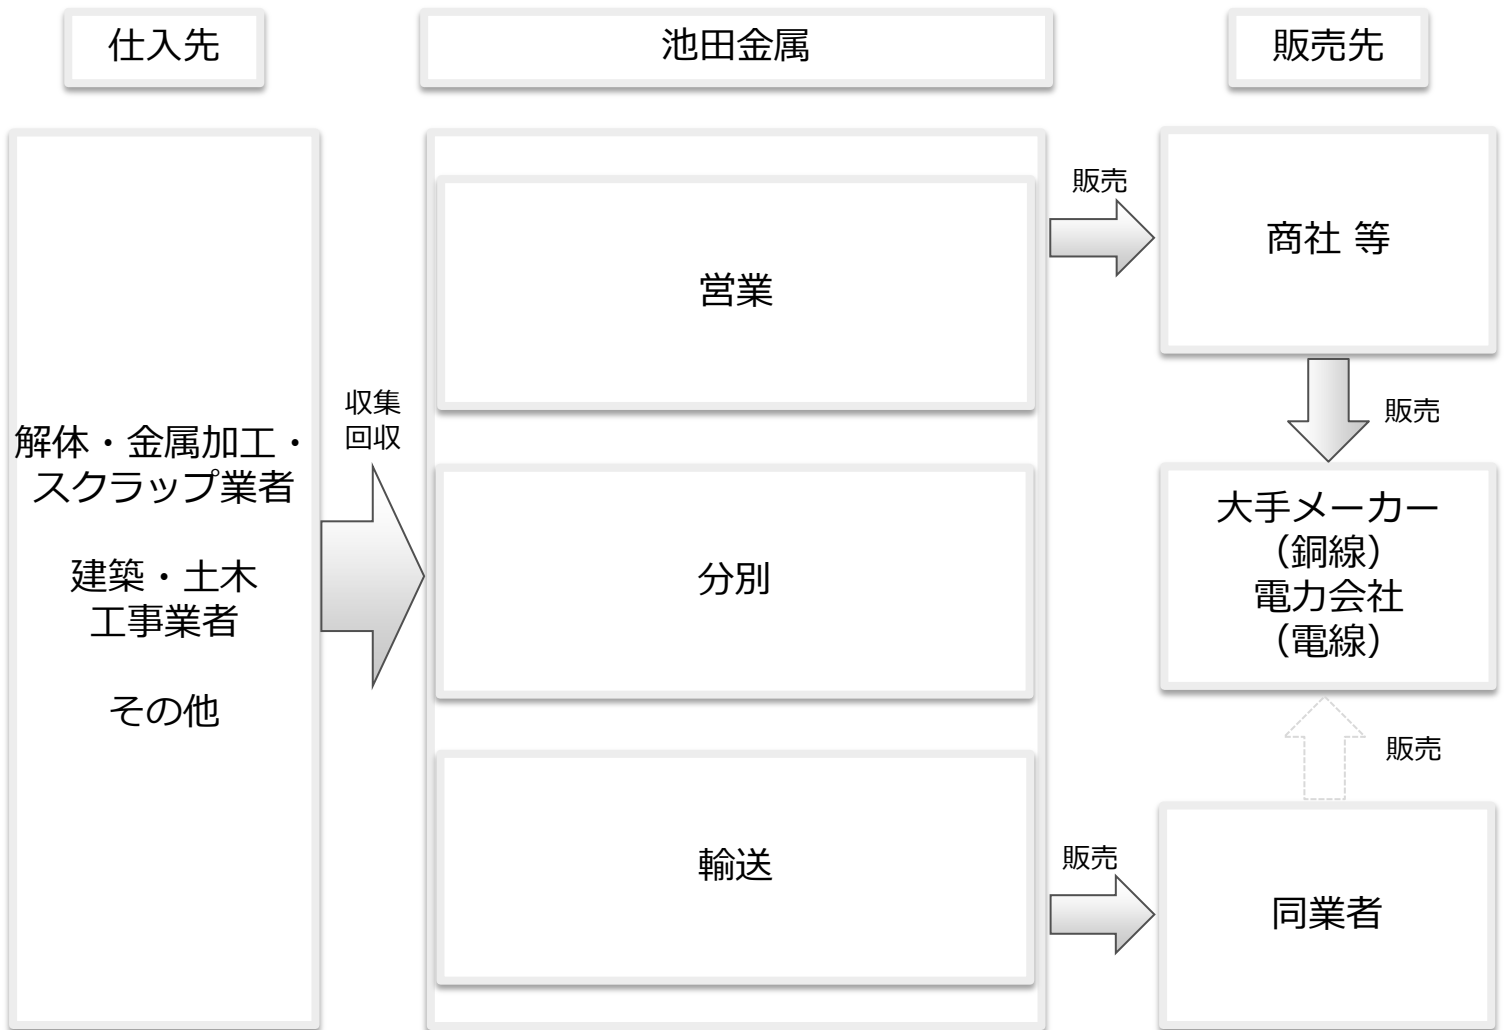 仕入先
池田金属
販売先
解体・金属加工・
スクラップ業者
建築・土木
工事業者
その他
収集
回収
営業
分別
輸送
販売
商社 等
販売
大手メーカー
（銅線）
電力会社
（電線）
販売
販売
同業者